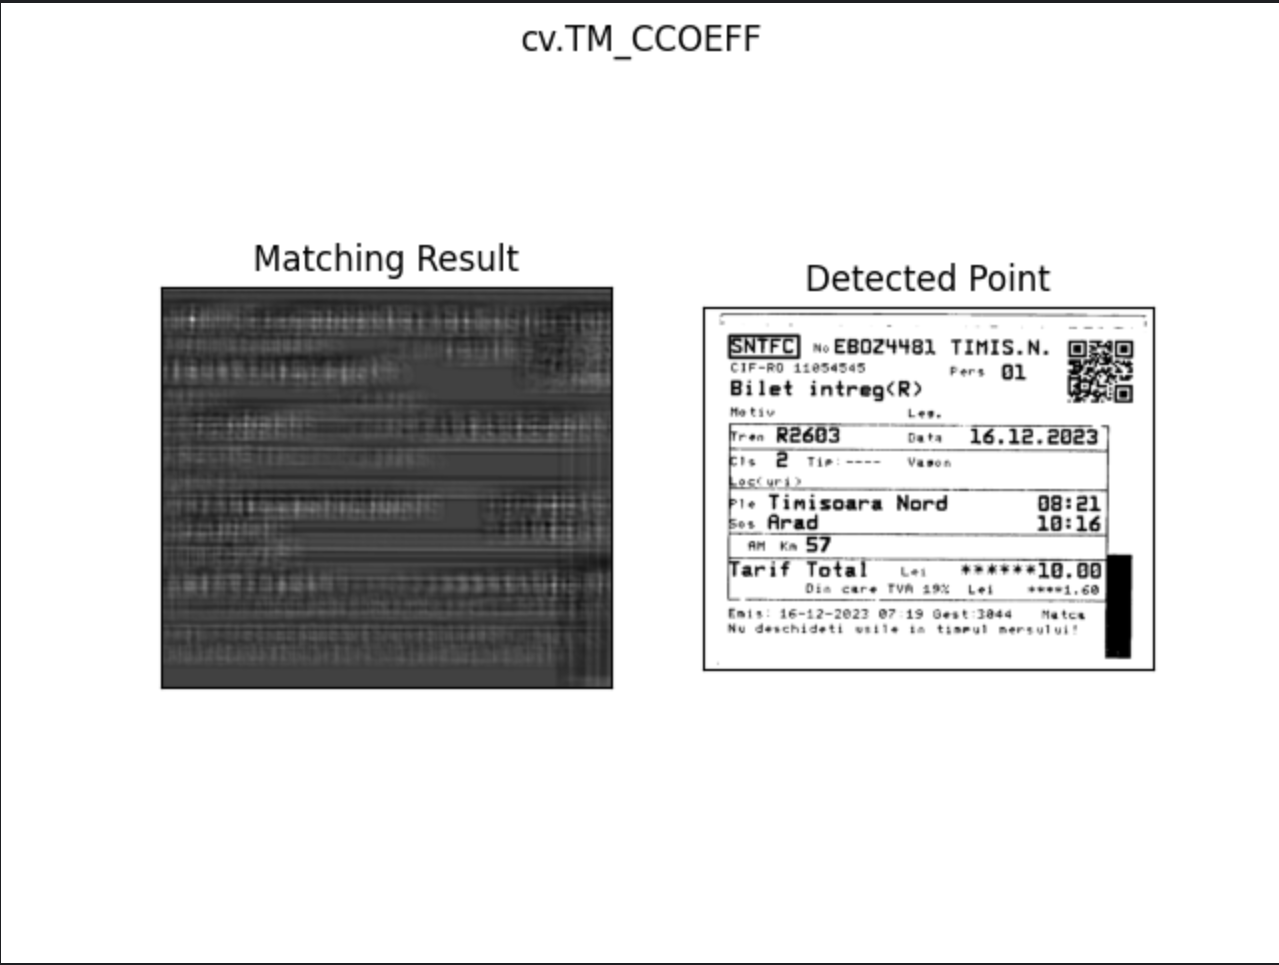 cv.TM_CCOEFF
Matching Result
Detected Point
SNTFC No EBOZ4481 TIMIS.N.
CIF-RO 11054545 Pers 01
Bilet intreg(R)
Motiv Leg.
Tren R2603 Data 16.12.2023
Cls 2 Tip:---- Vagon
Loc(uri)
Ple Timisoara Nord 08:21
Sos Arad 10:16
AM Km 57
Tarif Total Lei ******10.00
Din care TVA 19% Lei ****1.60
Emis: 16-12-2023 07:19 Gest:3044 Matca
Nu deschideti usile in timpul mersului!